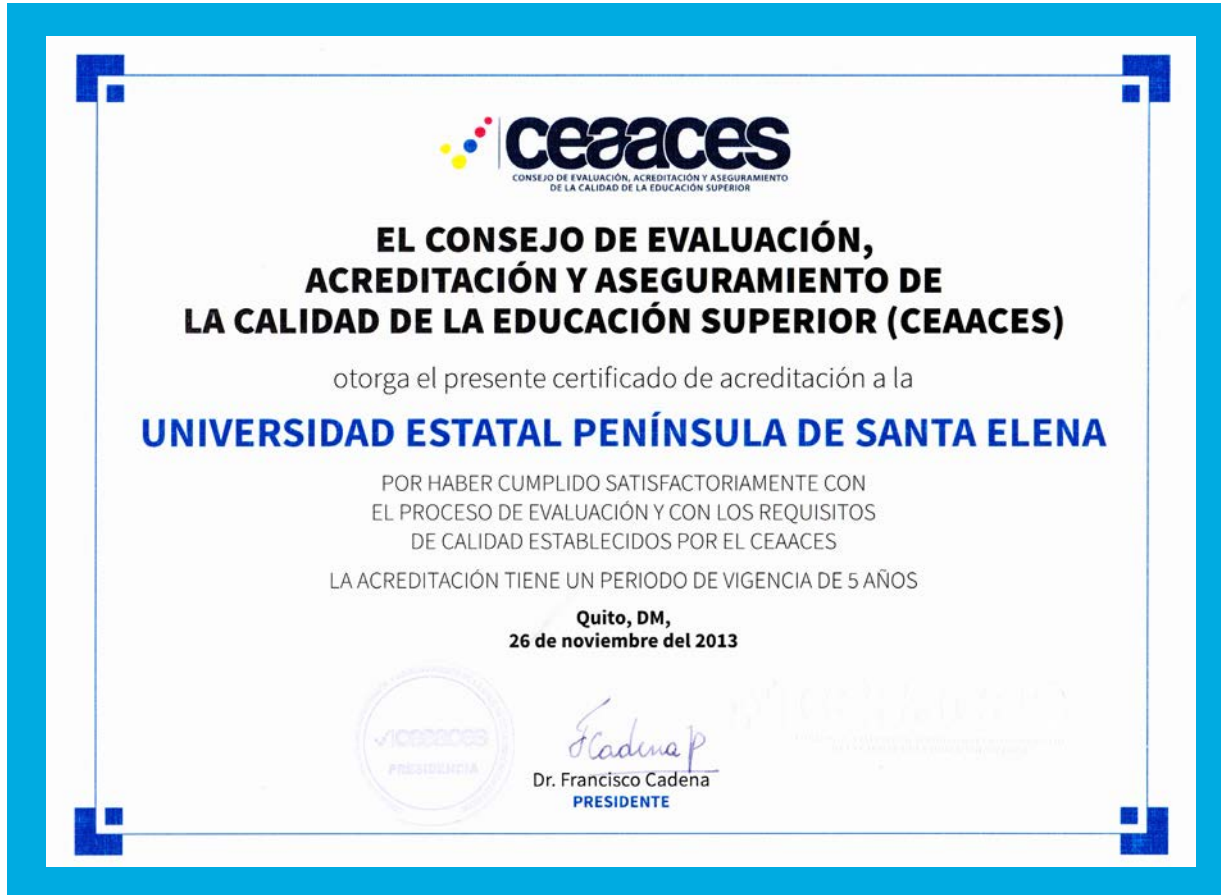 ceaaces
CONSEJO DE EVALUACIÓN, ACREDITACIÓN Y ASEGURAMIENTO
DE LA CALIDAD DE LA EDUCACIÓN SUPERIOR
EL CONSEJO DE EVALUACIÓN,
ACREDITACIÓN Y ASEGURAMIENTO DE
LA CALIDAD DE LA EDUCACIÓN SUPERIOR (CEAACES)
otorga el presente certificado de acreditación a la
UNIVERSIDAD ESTATAL PENÍNSULA DE SANTA ELENA
POR HABER CUMPLIDO SATISFACTORIAMENTE CON
EL PROCESO DE EVALUACIÓN Y CON LOS REQUISITOS
DE CALIDAD ESTABLECIDOS POR EL CEAACES
LA ACREDITACIÓN TIENE UN PERIODO DE VIGENCIA DE 5 AÑOS
Quito, DM,
26 de noviembre del 2013
ceaaces
PRESIDENCIA
FCadena P
Dr. Francisco Cadena
PRESIDENTE